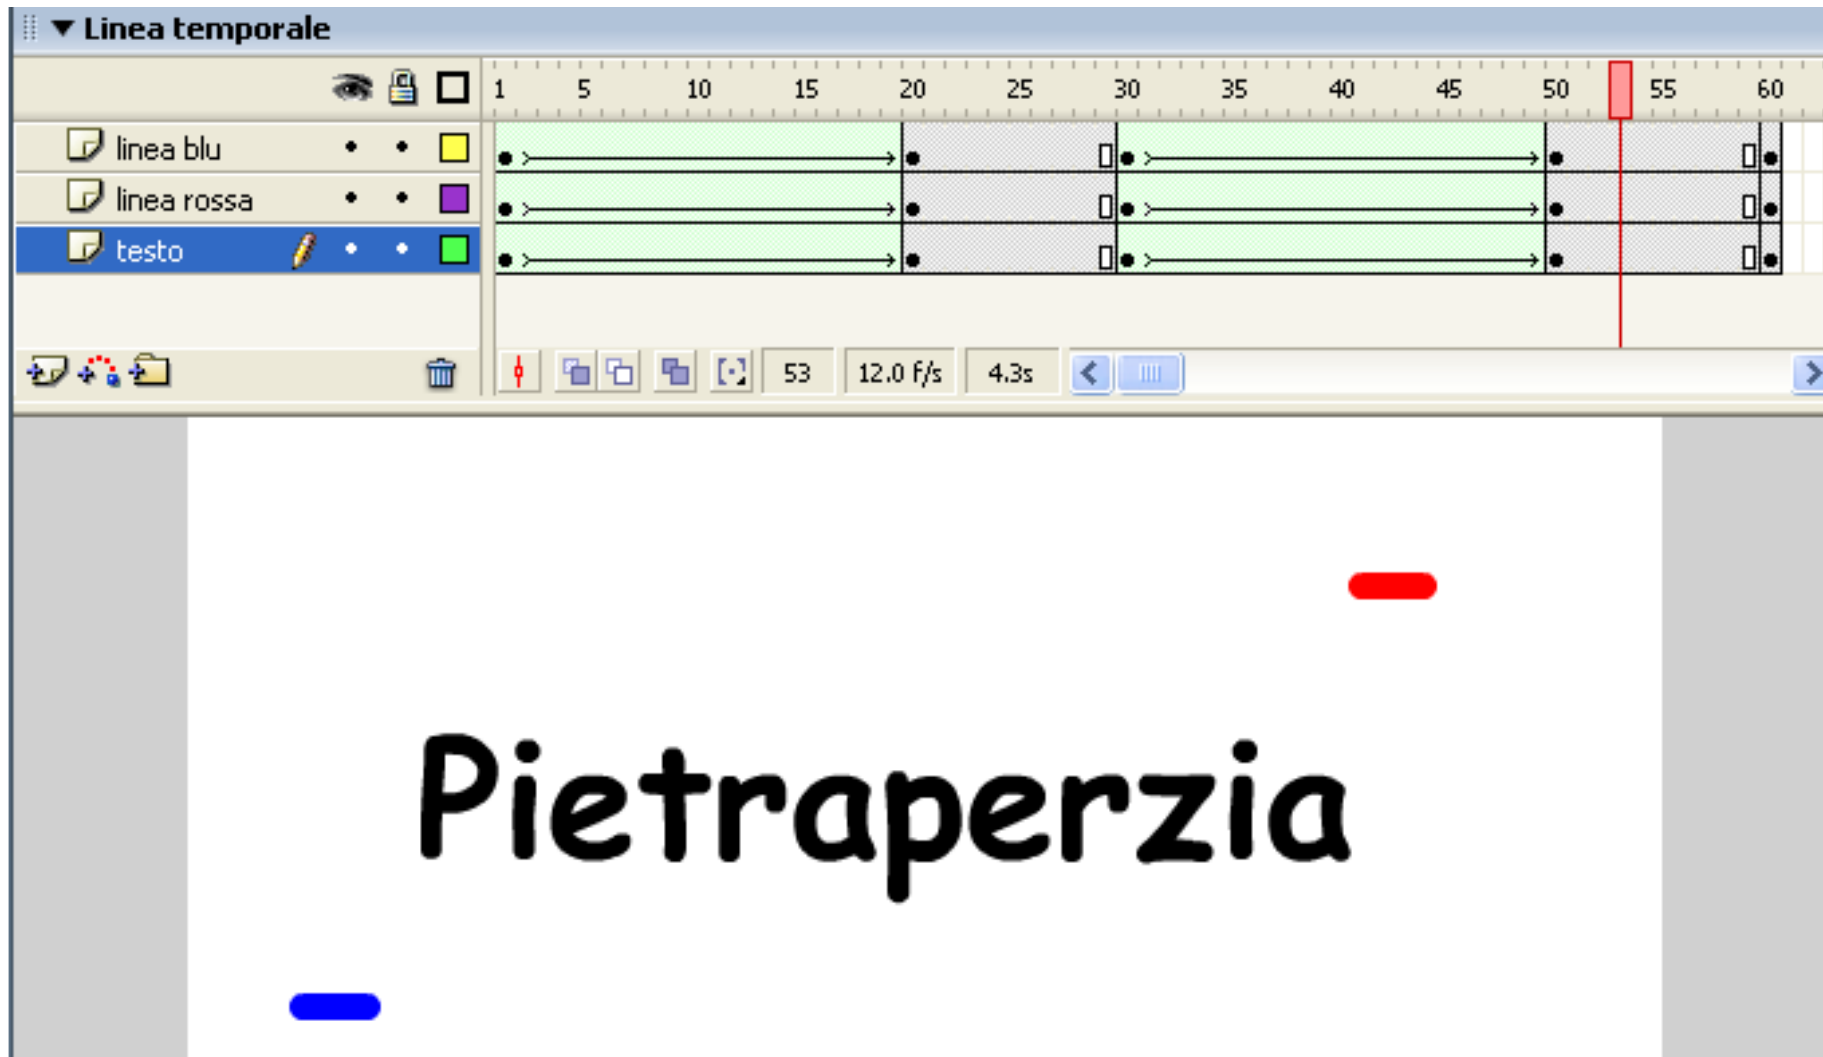 Linea temporale
1 5 10 15 20 25 30 35 40 45 50 55 60
linea blu
linea rossa
testo
53 12.0 f/s 4.3s
Pietraperzia